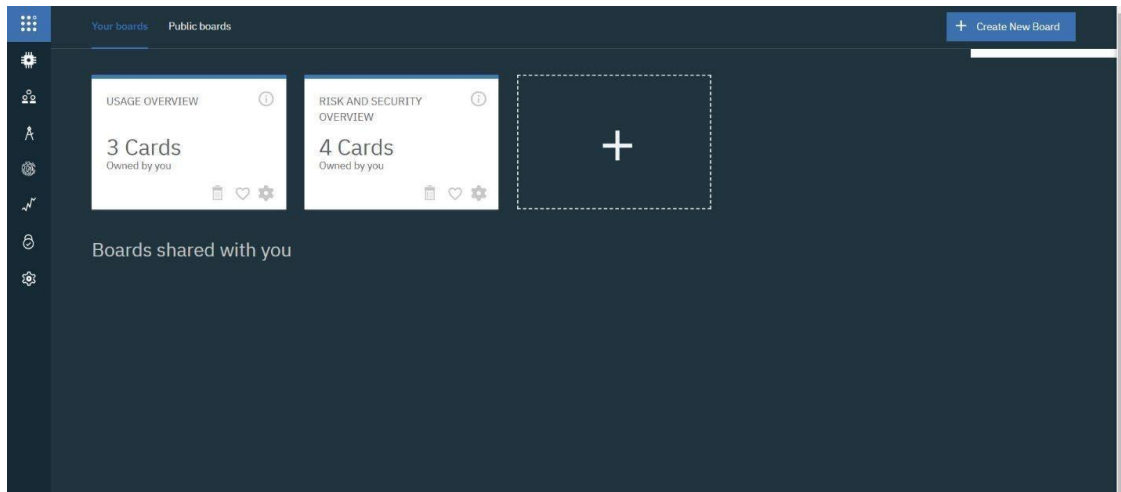 Your boards
Public boards
Create New Board
USAGE OVERVIEW
3 Cards
Owned by you
RISK AND SECURITY
OVERVIEW
4 Cards
Owned by you
Boards shared with you